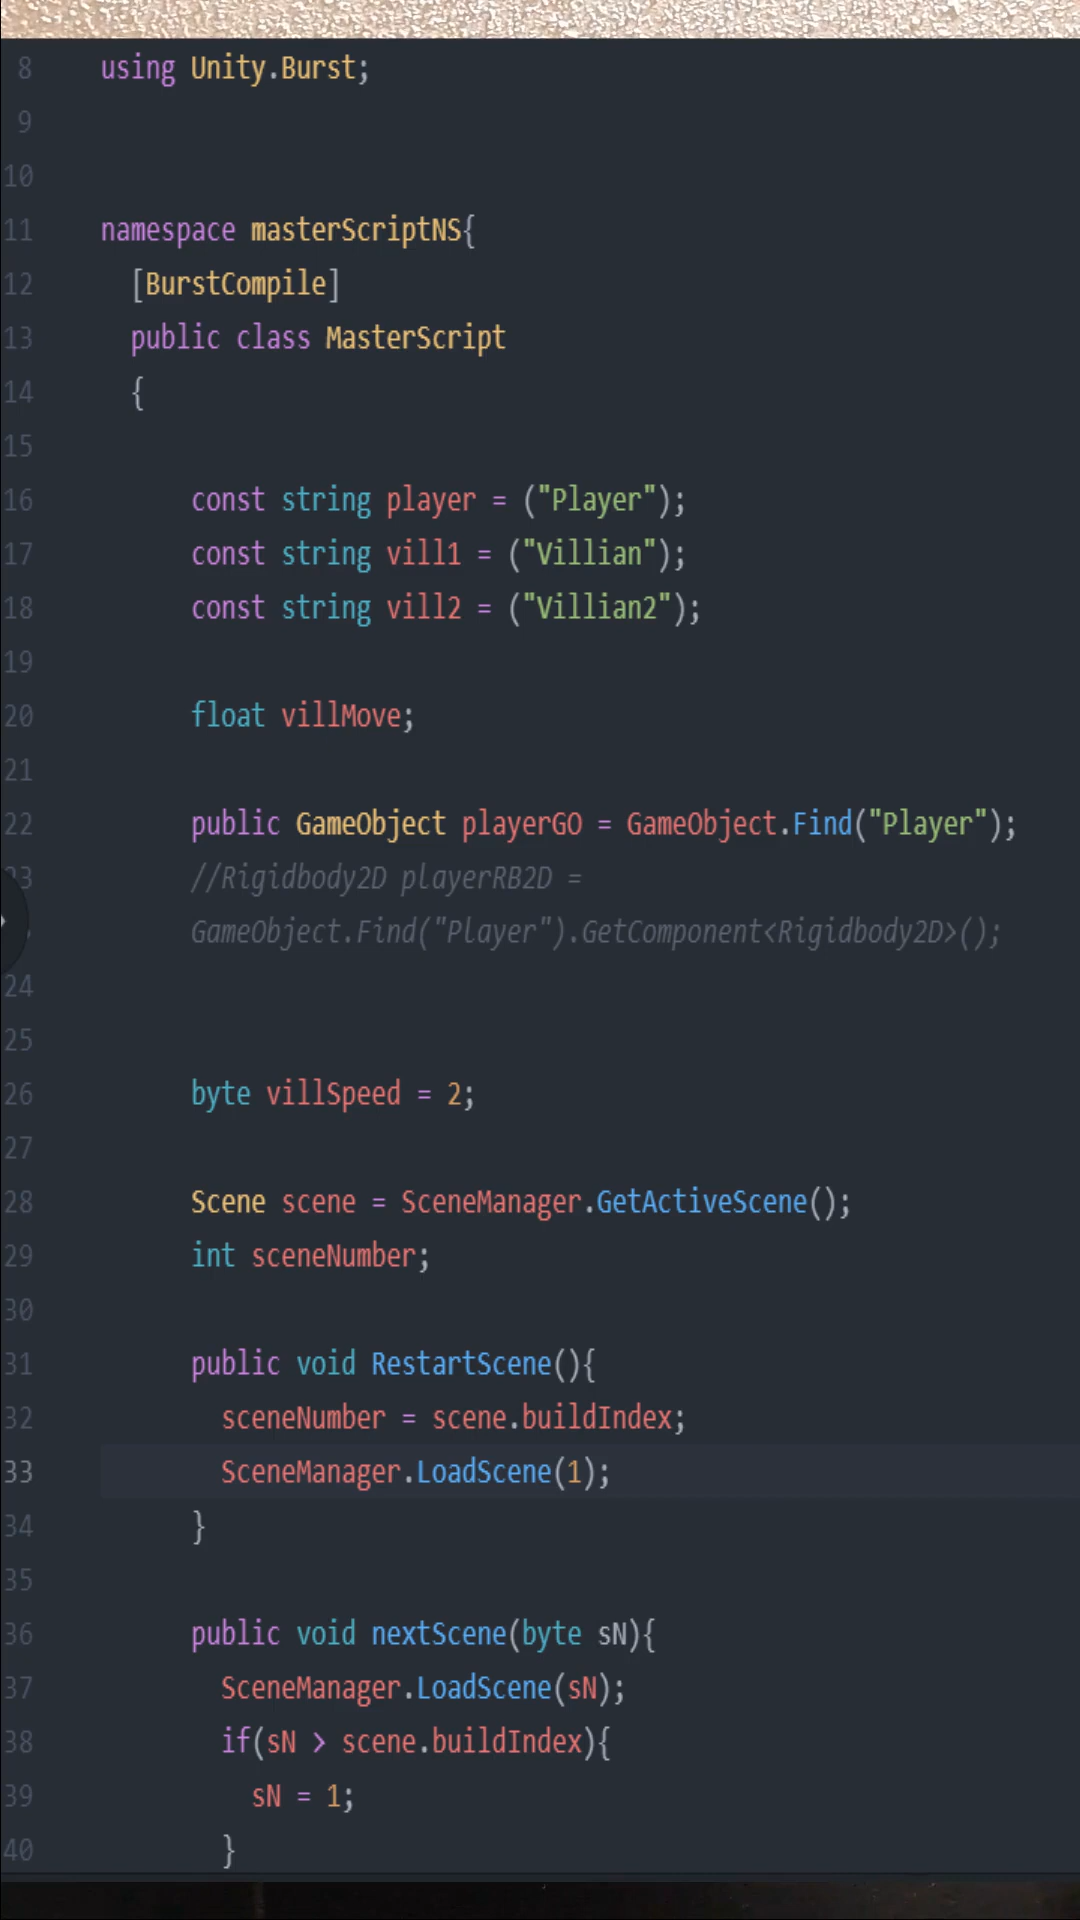 8 using Unity.Burst;
9
10
11 namespace masterScriptNS{
12 [BurstCompile]
13 public class MasterScript
14 {
15
16 const string player = ("Player");
17 const string vill1 = ("Villian");
18 const string vill2 = ("Villian2");
19
20 float villMove;
21
22 public GameObject playerGO = GameObject.Find("Player");
23 //Rigidbody2D playerRB2D =
GameObject.Find("Player").GetComponent<Rigidbody2D>();
24
25
26 byte villSpeed = 2;
27
28 Scene scene = SceneManager.GetActiveScene();
29 int sceneNumber;
30
31 public void RestartScene(){
32 sceneNumber = scene.buildIndex;
33 SceneManager.LoadScene(1);
34 }
35
36 public void nextScene(byte sN){
37 SceneManager.LoadScene(sN);
38 if(sN > scene.buildIndex){
39 sN = 1;
40 }